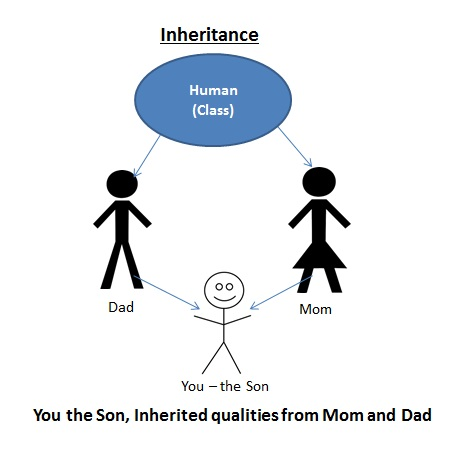 Inheritance
Human
(Class)
Dad
Mom
You – the Son
You the Son, Inherited qualities from Mom and Dad